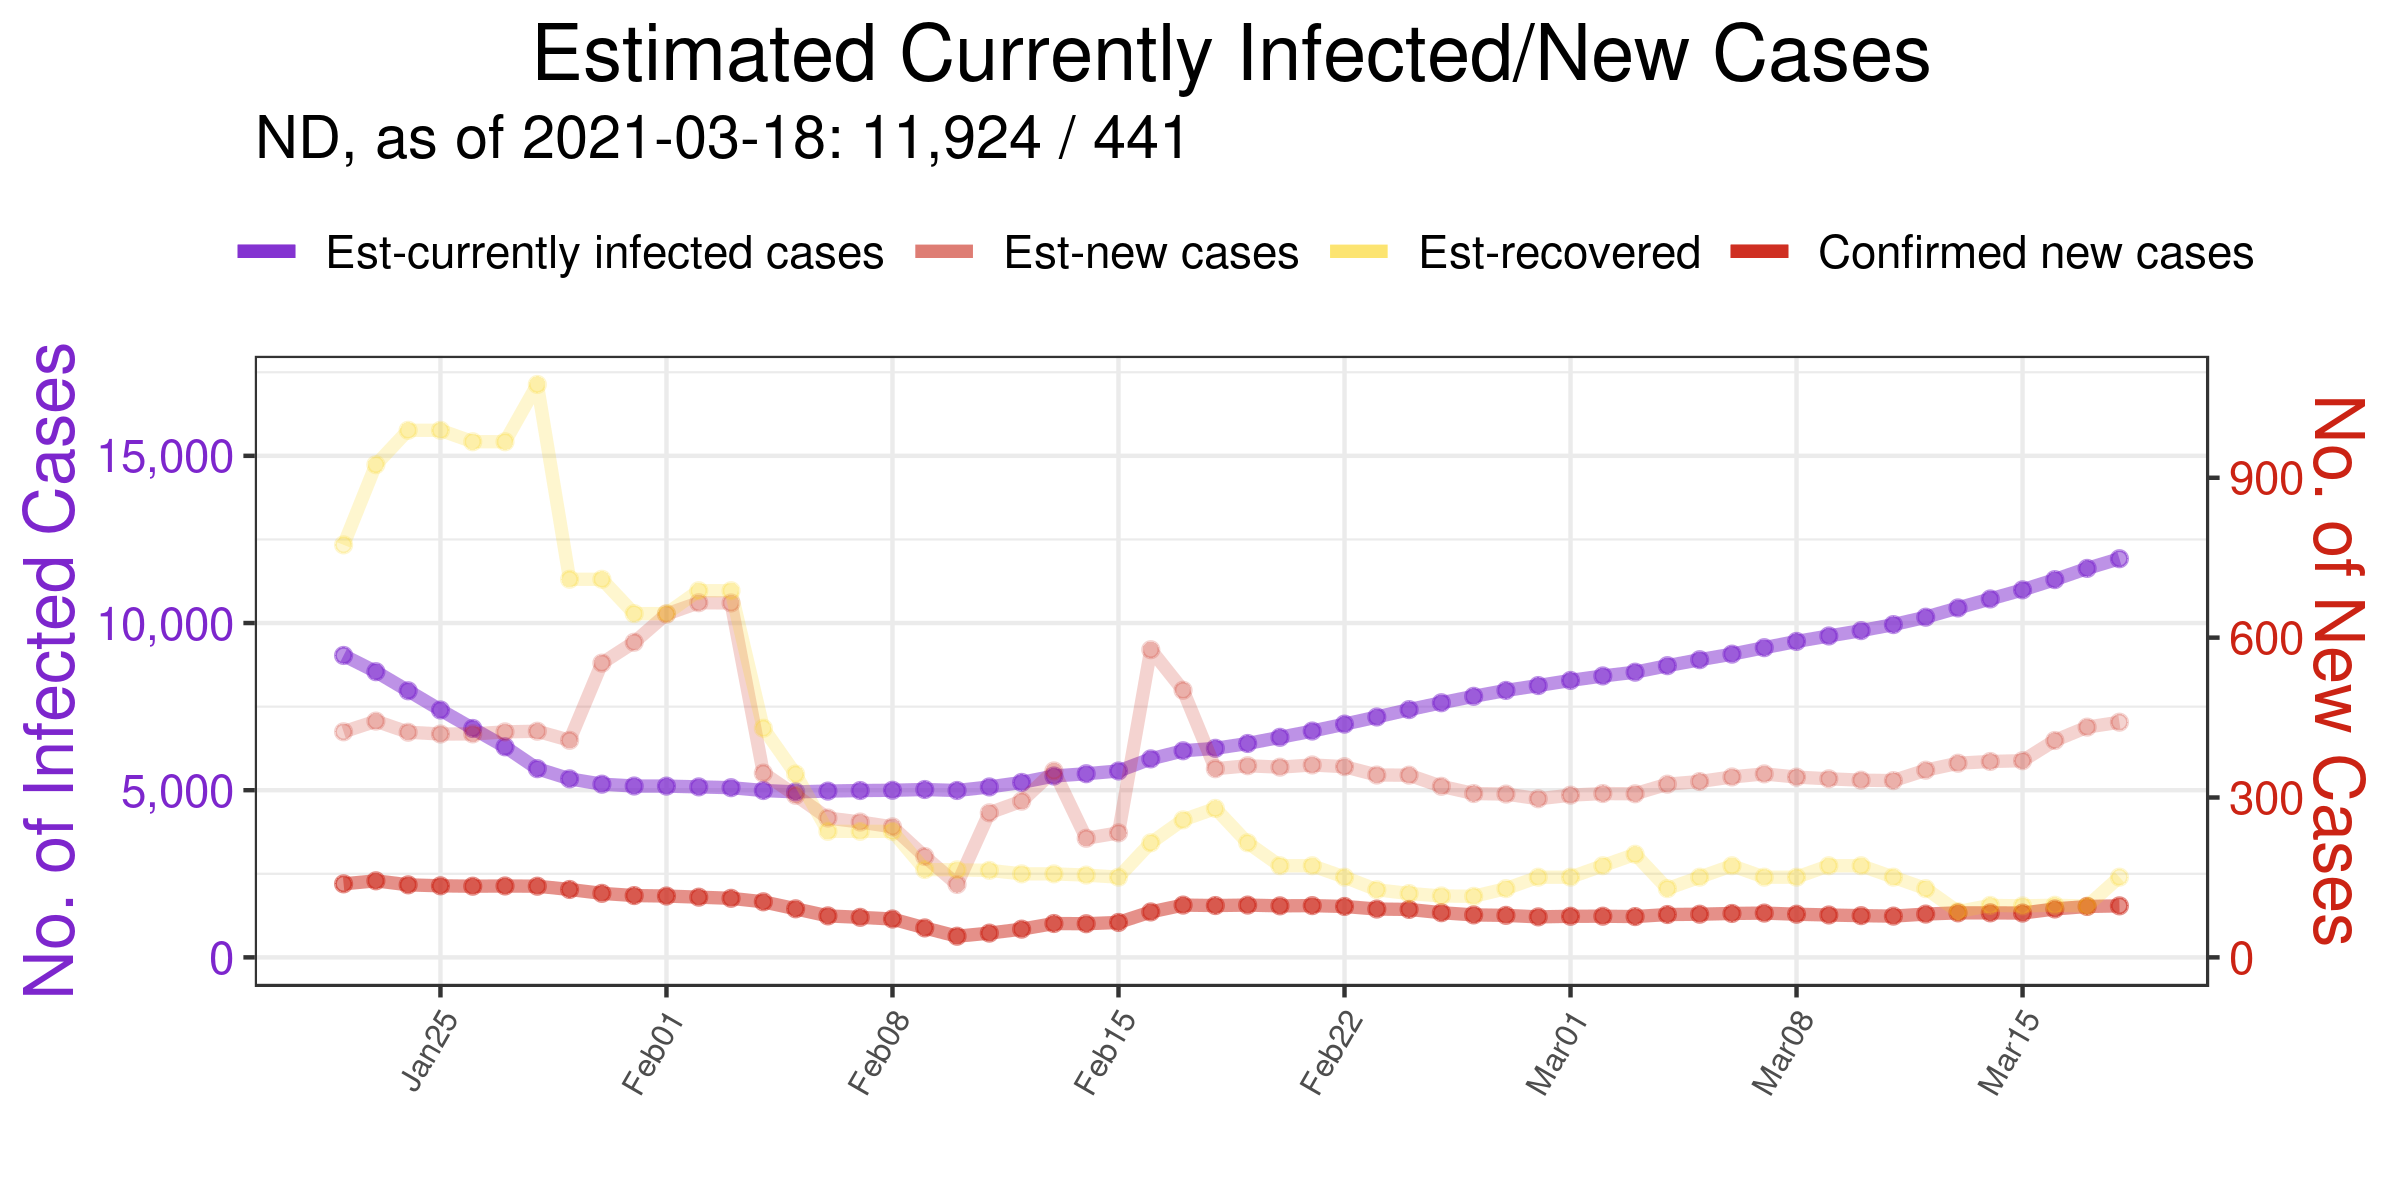 Estimated Currently Infected/New Cases
ND, as of 2021-03-18: 11,924 / 441
Est-currently infected cases Est-new cases Est-recovered Confirmed new cases
No. of Infected Cases
15,000
10,000
5,000
0
900
600
300
0
No. of New Cases
Jan25 Feb01 Feb08 Feb15 Feb22 Mar01 Mar08 Mar15